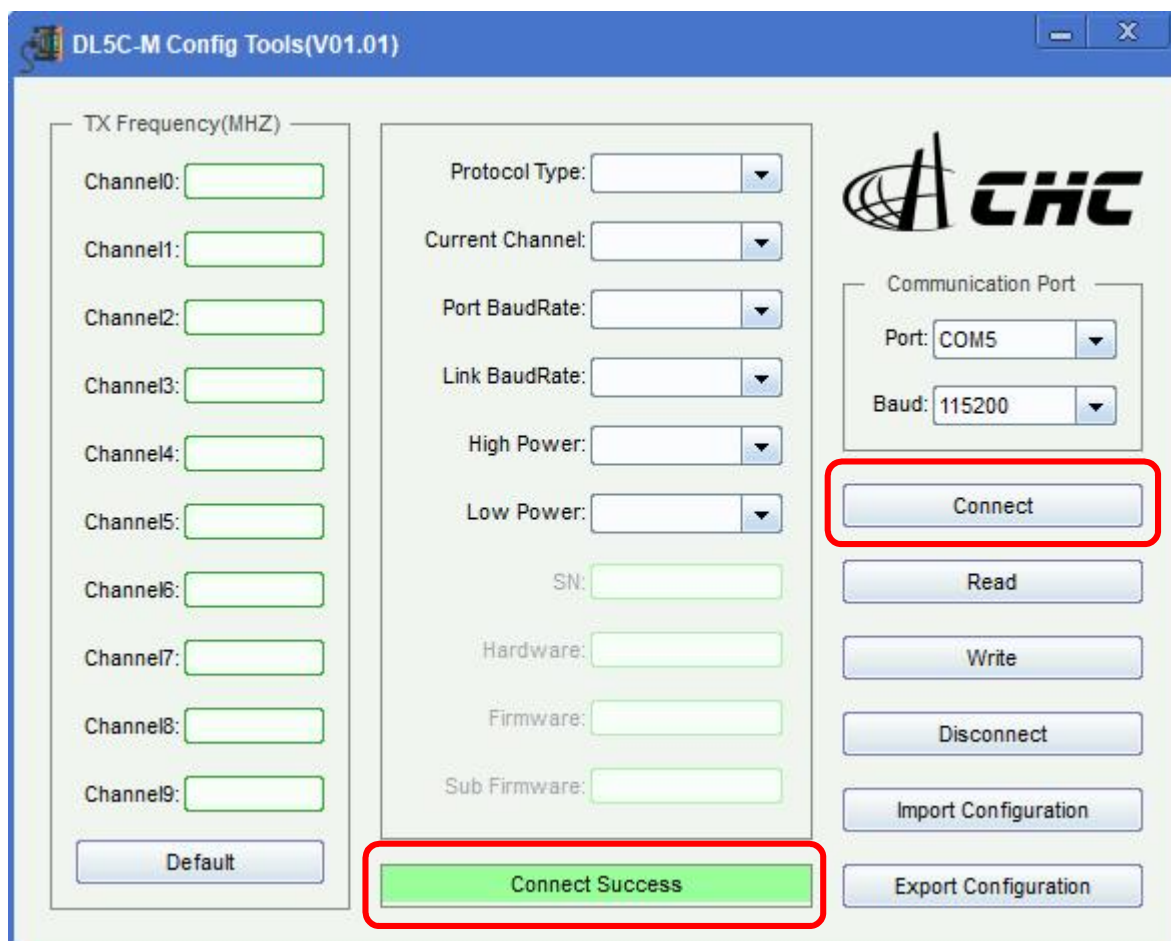 DL5C-M Config Tools(V01.01)
TX Frequency(MHZ)
Channel0:
Channel1:
Channel2:
Channel3:
Channel4:
Channel5:
Channel6:
Channel7:
Channel8:
Channel9:
Default
Protocol Type:
Current Channel:
Port BaudRate:
Link BaudRate:
High Power:
Low Power:
SN:
Hardware:
Firmware:
Sub Firmware:
Connect Success
CHC
Communication Port
Port: COM5
Baud: 115200
Connect
Read
Write
Disconnect
Import Configuration
Export Configuration